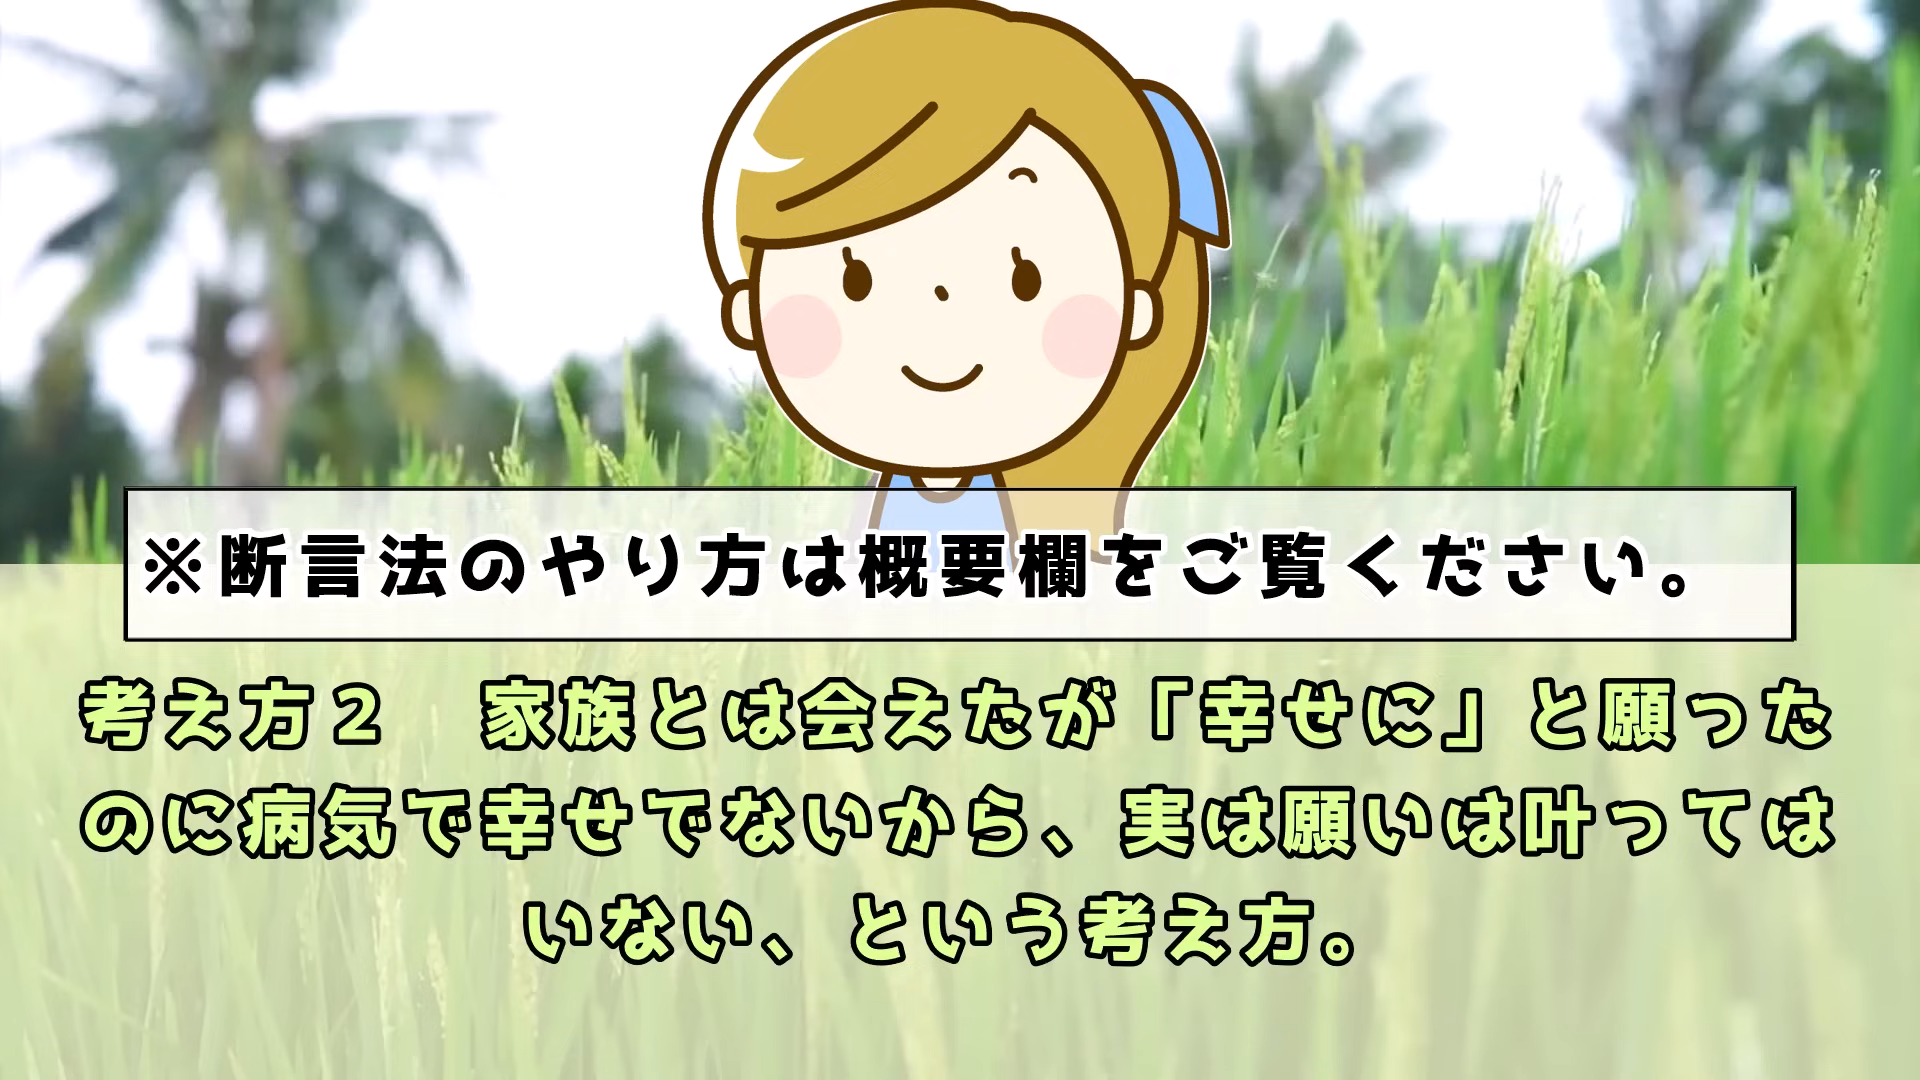 ※断言法のやり方は概要欄をご覧ください。
考え方２　家族とは会えたが「幸せに」と願った
のに病気で幸せでないから、実は願いは叶っては
いない、という考え方。